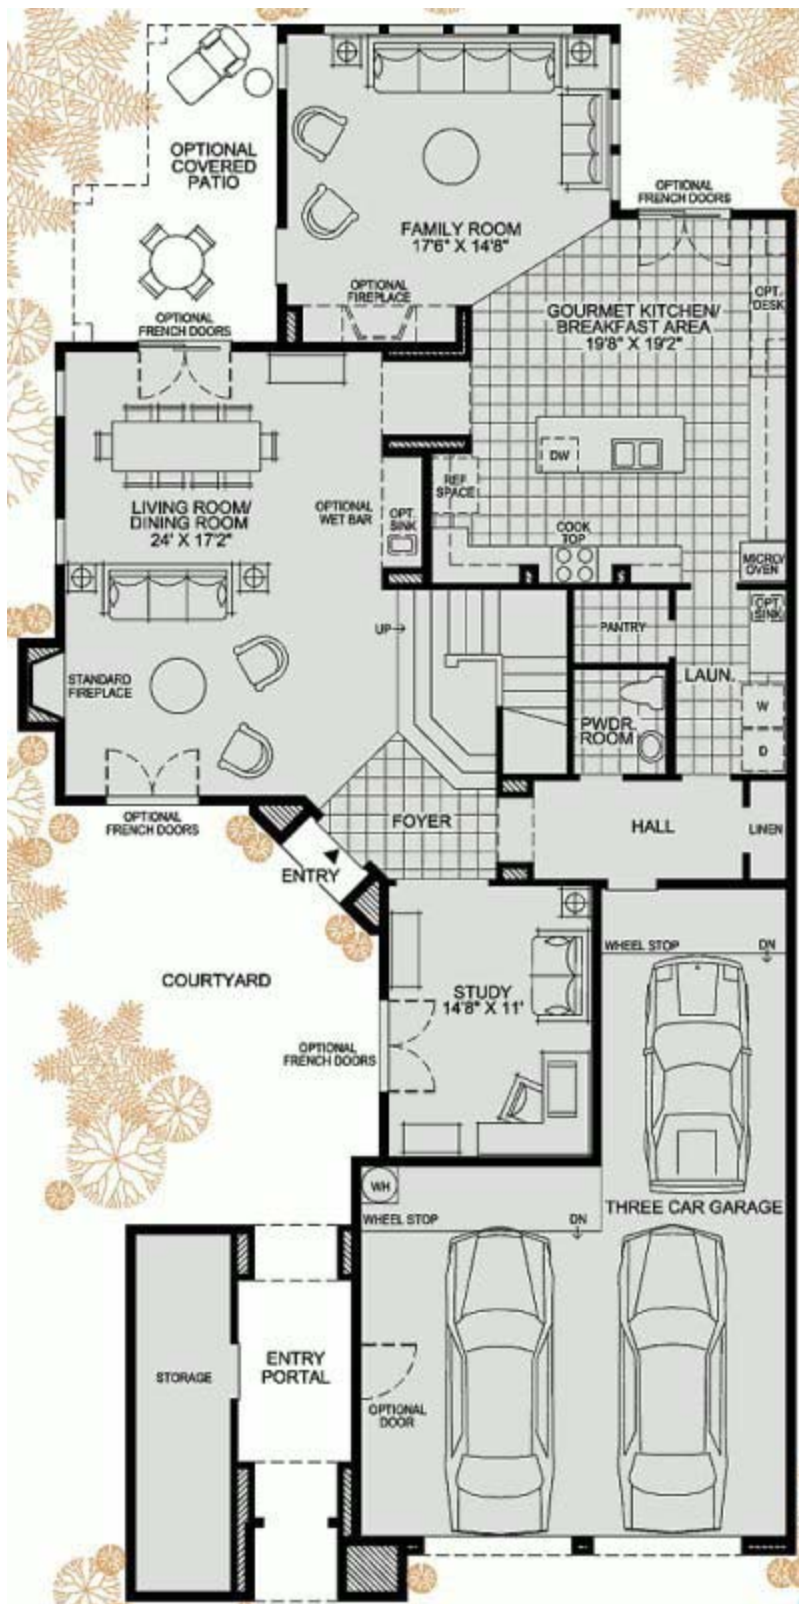 OPTIONAL
COVERED
PATIO
FAMILY ROOM
17'6" X 14'8"
OPTIONAL
FRENCH DOORS
OPTIONAL
FIREPLACE
OPT.
DESK
GOURMET KITCHEN/
BREAKFAST AREA
19'8" X 19'2"
OPTIONAL
FRENCH DOORS
DW
REF
SPACE
LIVING ROOM/
DINING ROOM
24' X 17'2"
OPTIONAL
WET BAR
OPT.
SINK
COOK
TOP
MICRO/
OVEN
OPT.
SINK
UP
PANTRY
STANDARD
FIREPLACE
LAUN.
W
D
PWDR.
ROOM
OPTIONAL
FRENCH DOORS
FOYER
HALL
LINEN
ENTRY
WHEEL STOP
DN
COURTYARD
STUDY
14'8" X 11'
OPTIONAL
FRENCH DOORS
WH
THREE CAR GARAGE
WHEEL STOP
DN
STORAGE
ENTRY
PORTAL
OPTIONAL
DOOR